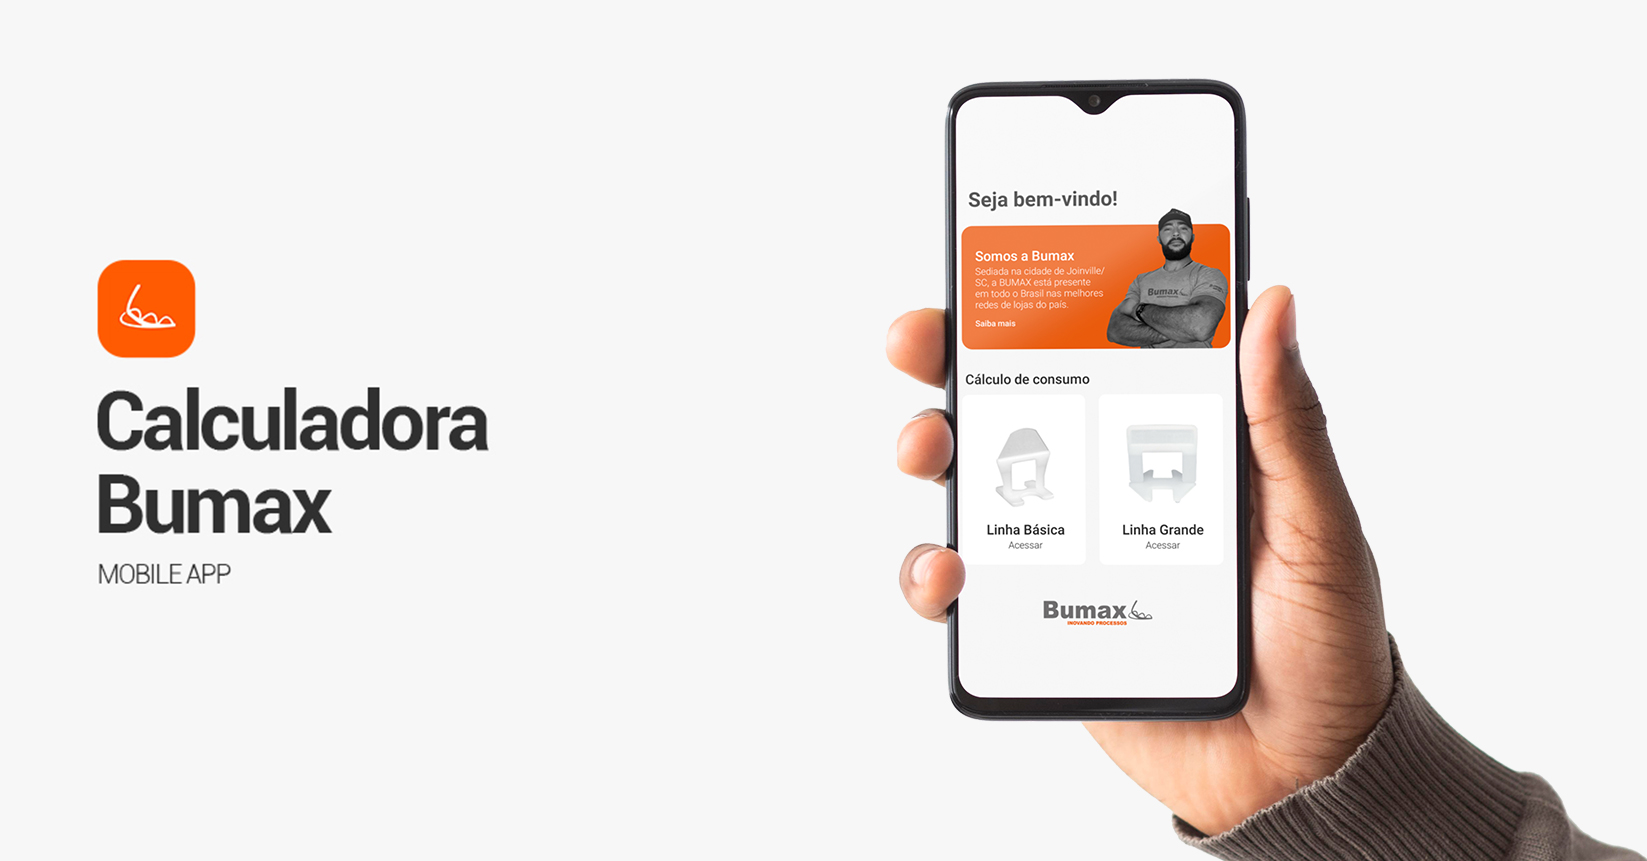 Calculadora
Bumax
MOBILE APP
Seja bem-vindo!
Somos a Bumax
Sediada na cidade de Joinville/
SC, a BUMAX está presente
em todo o Brasil nas melhores
redes de lojas do país.
Saiba mais
Bumax
Cálculo de consumo
Linha Básica
Acessar
Linha Grande
Acessar
Bumax
INOVANDO PROCESSOS